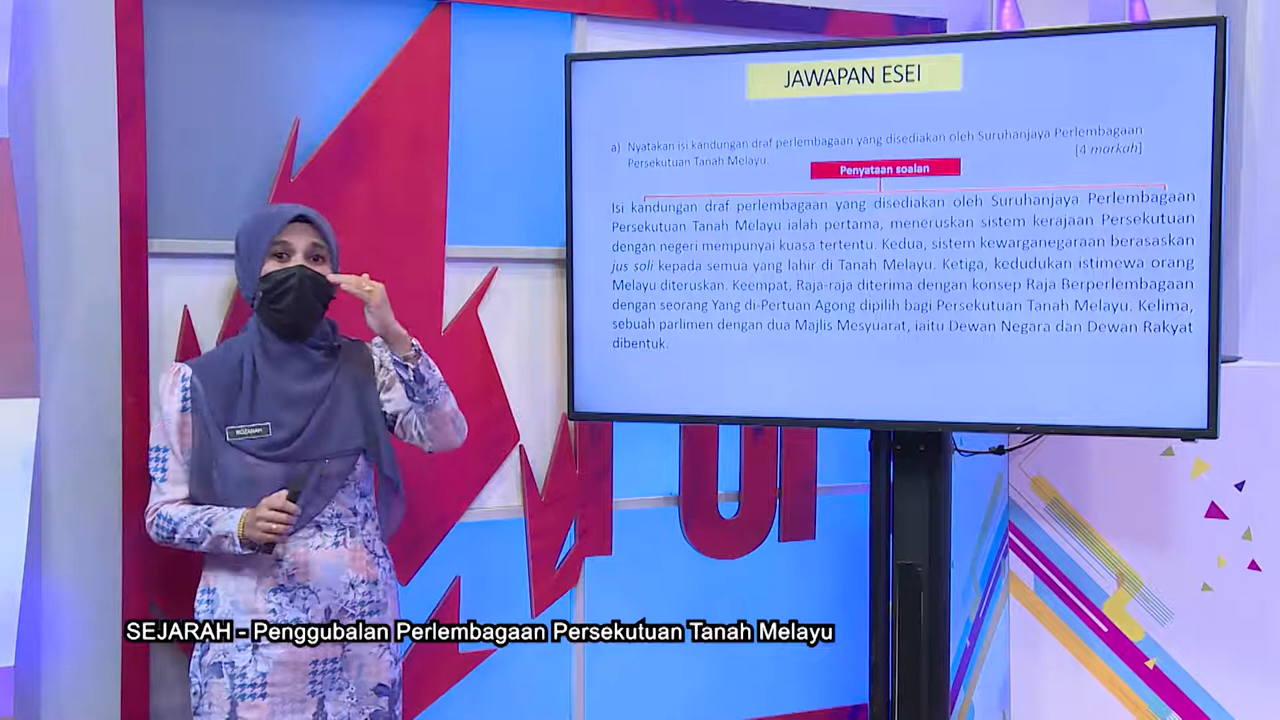 JAWAPAN ESEI
a) Nyatakan isi kandungan draf perlembagaan yang disediakan oleh Suruhanjaya Perlembagaan
Persekutuan Tanah Melayu.
[4 markah]
Penyataan soalan
Isi kandungan draf perlembagaan yang disediakan oleh Suruhanjaya Perlembagaan
Persekutuan Tanah Melayu ialah pertama, meneruskan sistem kerajaan Persekutuan
dengan negeri mempunyai kuasa tertentu. Kedua, sistem kewarganegaraan berasaskan
jus soli kepada semua yang lahir di Tanah Melayu. Ketiga, kedudukan istimewa orang
Melayu diteruskan. Keempat, Raja-raja diterima dengan konsep Raja Berperlembagaan
dengan seorang Yang di-Pertuan Agong dipilih bagi Persekutuan Tanah Melayu. Kelima,
sebuah parlimen dengan dua Majlis Mesyuarat, iaitu Dewan Negara dan Dewan Rakyat
dibentuk.
ROZANAH
SEJARAH - Penggubalan Perlembagaan Persekutuan Tanah Melayu